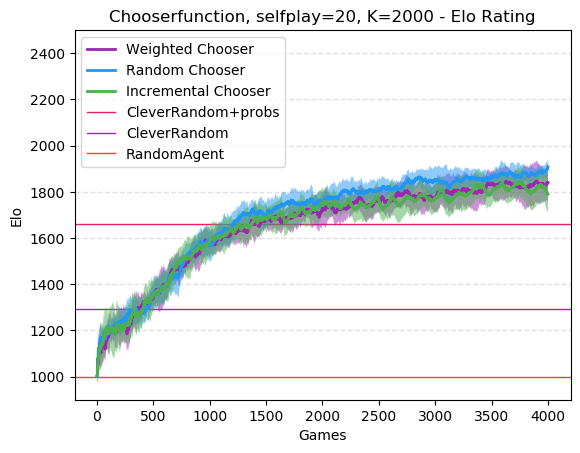 Chooserfunction, selfplay=20, K=2000 - Elo Rating
Weighted Chooser
Random Chooser
Incremental Chooser
CleverRandom+probs
CleverRandom
RandomAgent
Elo
2400
2200
2000
1800
1600
1400
1200
1000
0 500 1000 1500 2000 2500 3000 3500 4000
Games